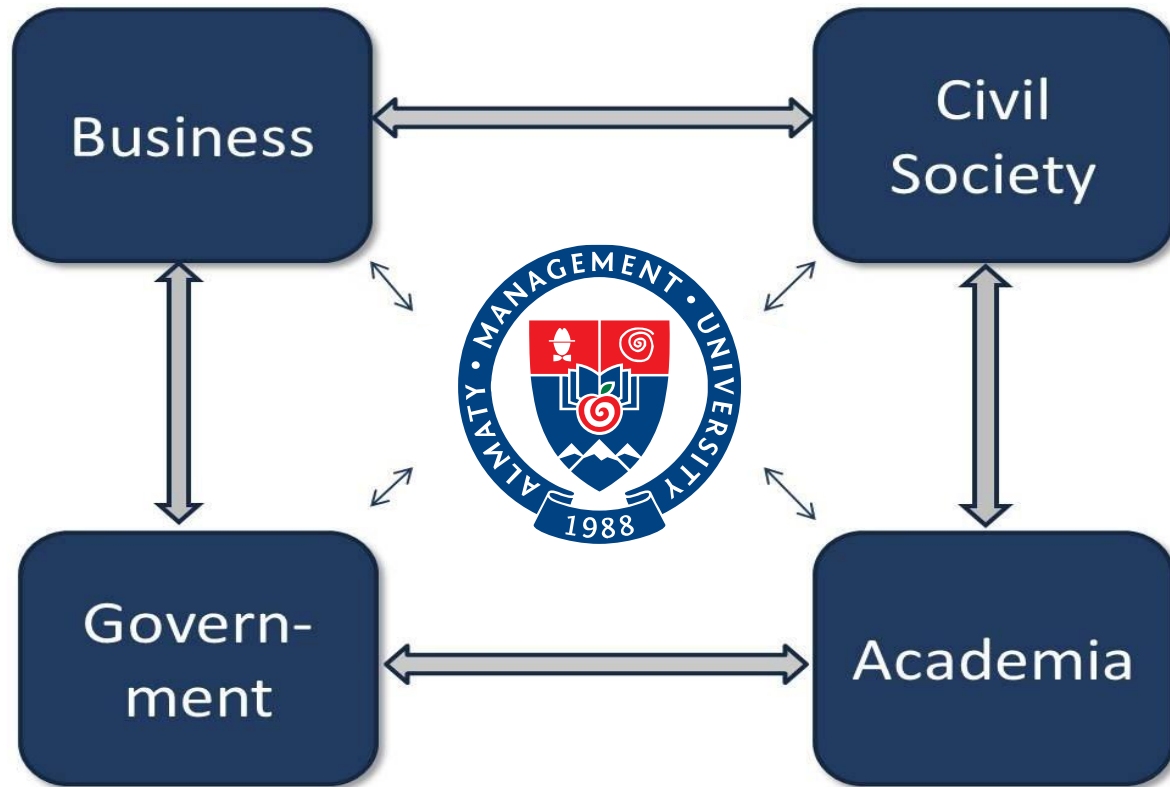 Business
Civil
Society
ALMATY • MANAGEMENT • UNIVERSITY
1988
Govern-
ment
Academia